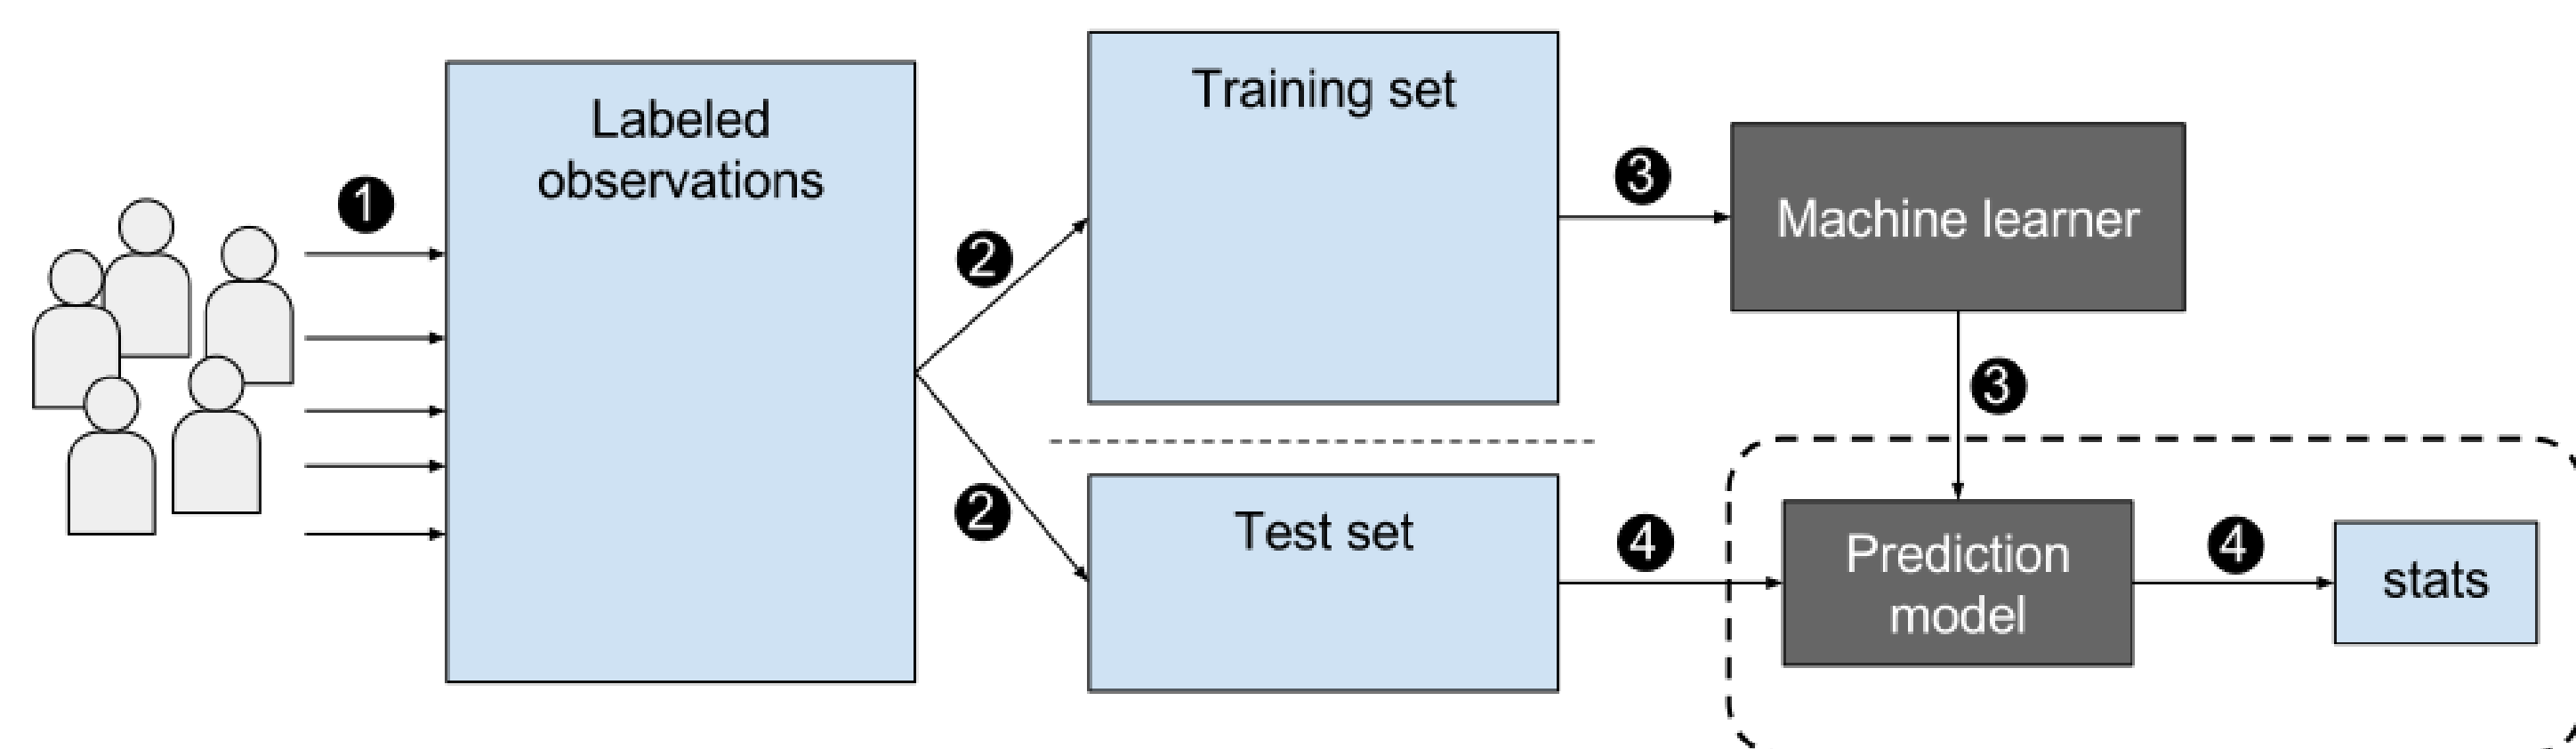 1
Labeled
observations
2
2
Training set
Test set
3
Machine learner
3
4
Prediction
model
4
stats